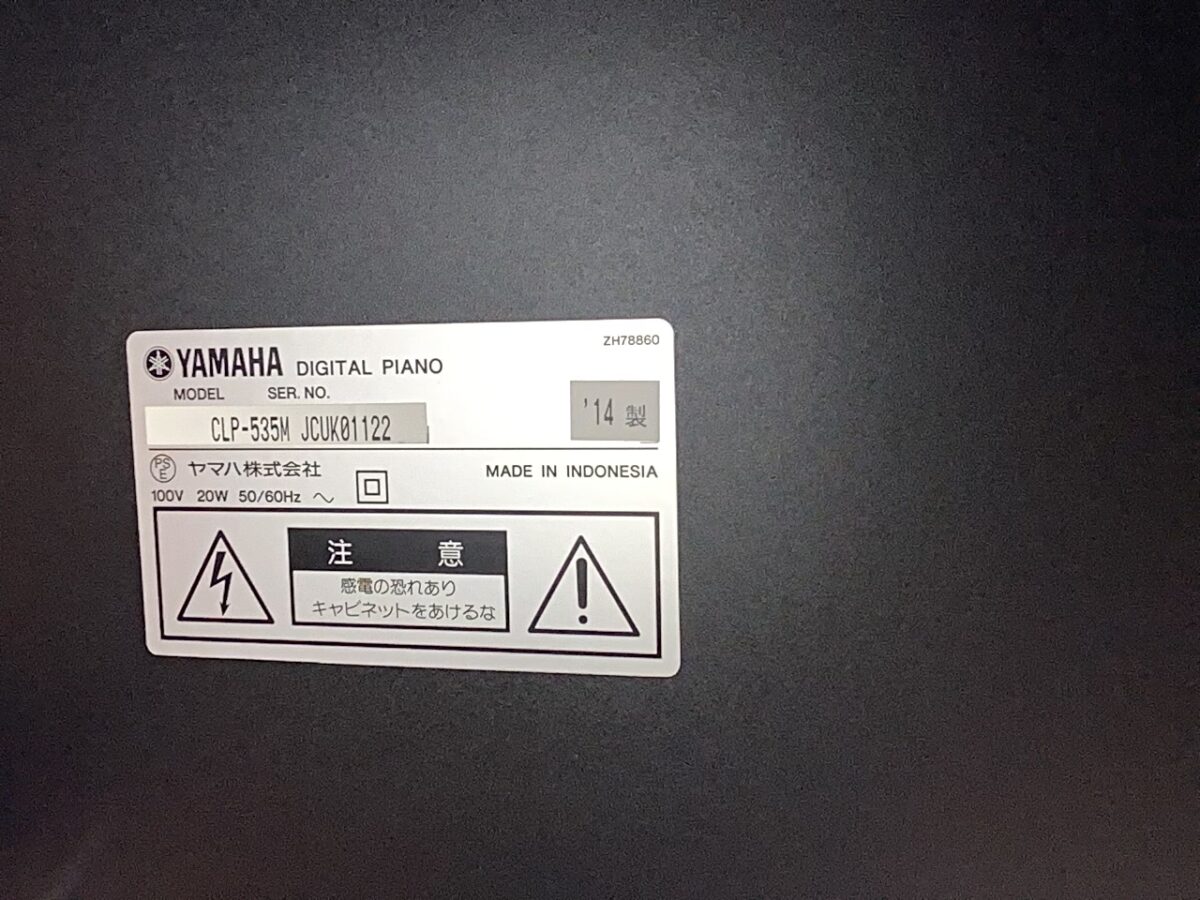 ZH78860
YAMAHA DIGITAL PIANO
MODEL SER. NO.
CLP-535M JCUK01122
'14 製
PSE ヤマハ株式会社
MADE IN INDONESIA
100V 20W 50/60Hz ～
注 意
感電の恐れあり
キャビネットをあけるな